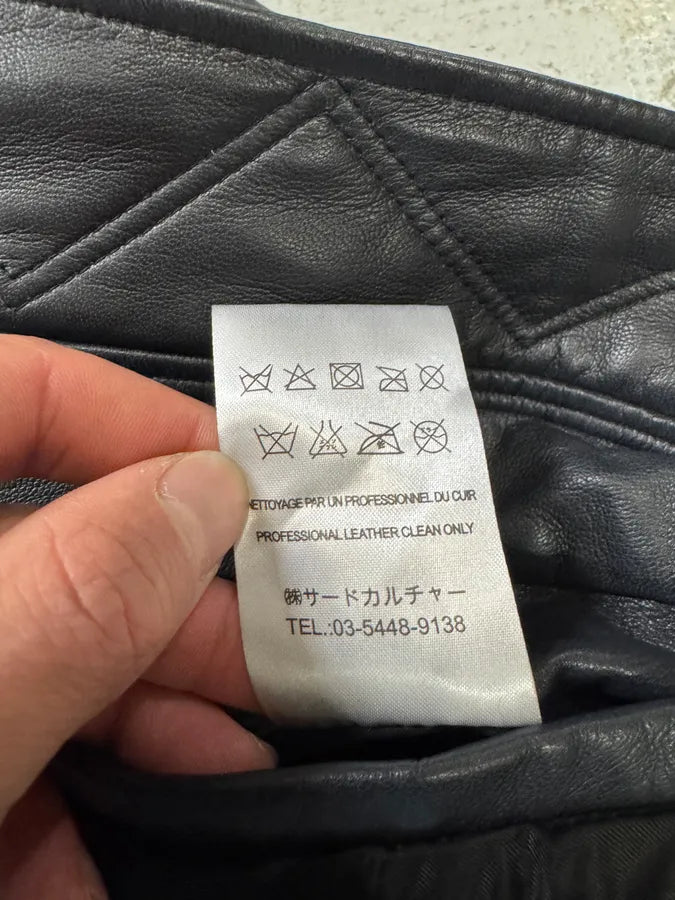 NETTOYAGE PAR UN PROFESSIONNEL DU CUIR
PROFESSIONAL LEATHER CLEAN ONLY
㈱サードカルチャー
TEL.:03-5448-9138